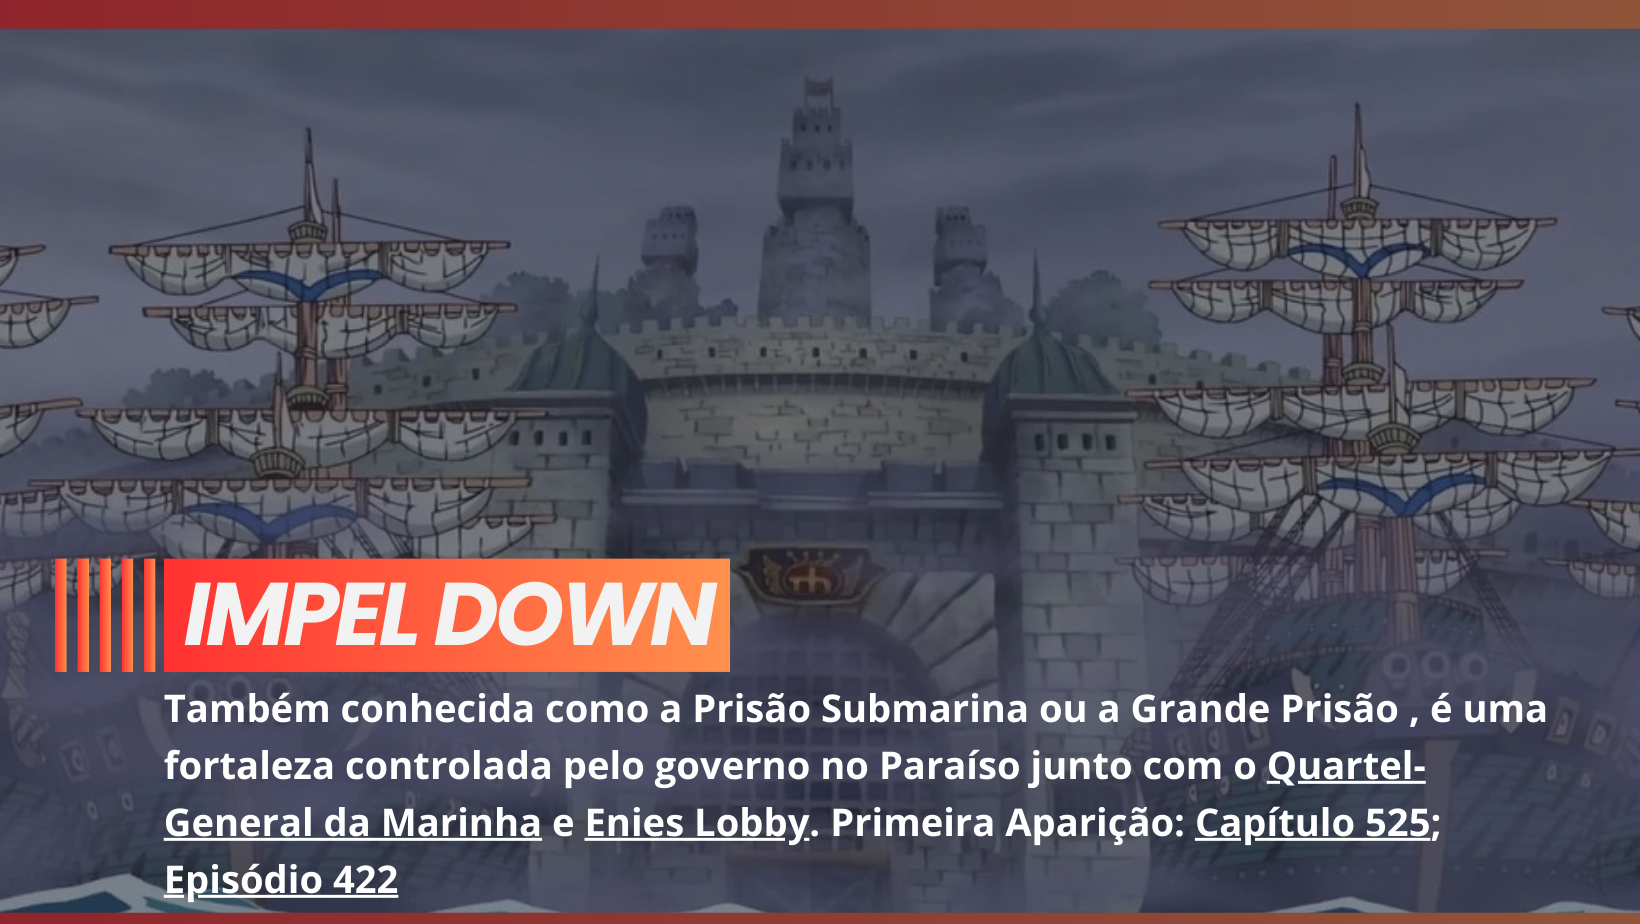 IMPEL DOWN
Também conhecida como a Prisão Submarina ou a Grande Prisão , é uma
fortaleza controlada pelo governo no Paraíso junto com o Quartel-
General da Marinha e Enies Lobby. Primeira Aparição: Capítulo 525;
Episódio 422